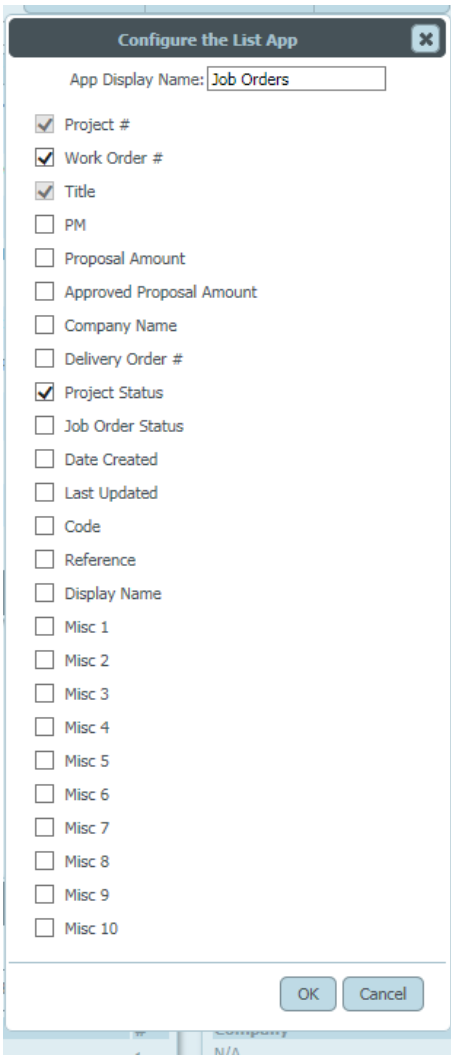 Configure the List App
App Display Name: Job Orders
Project #
Work Order #
Title
PM
Proposal Amount
Approved Proposal Amount
Company Name
Delivery Order #
Project Status
Job Order Status
Date Created
Last Updated
Code
Reference
Display Name
Misc 1
Misc 2
Misc 3
Misc 4
Misc 5
Misc 6
Misc 7
Misc 8
Misc 9
Misc 10
OK Cancel
# Company
N/A